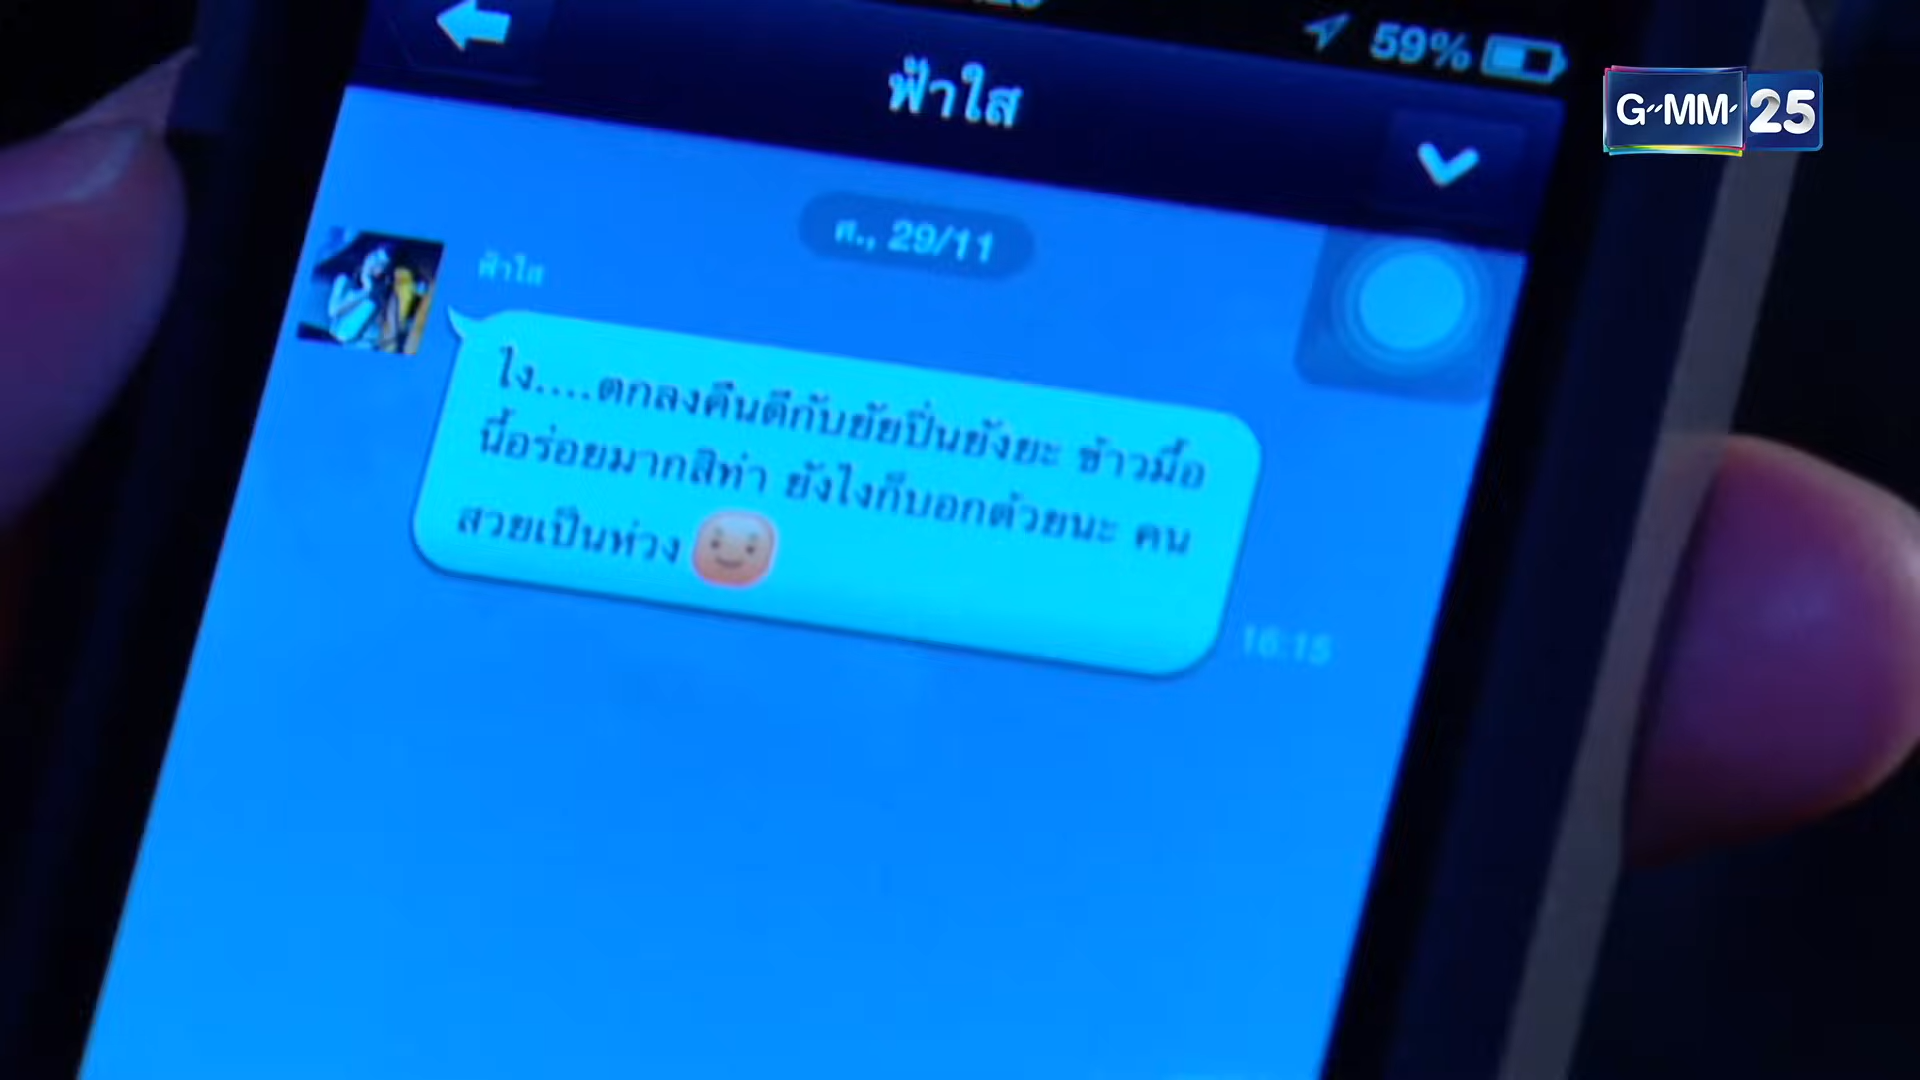 59%
GMM 25
ฟ้าใส
ศ., 29/11
ฟ้าใส
ไง....ตกลงคืนดีกับยัยปิ่นยังยะ ข้าวมื้อ
นี้อร่อยมากสิท่า ยังไงก็บอกด้วยนะ คน
สวยเป็นห่วง
16:15